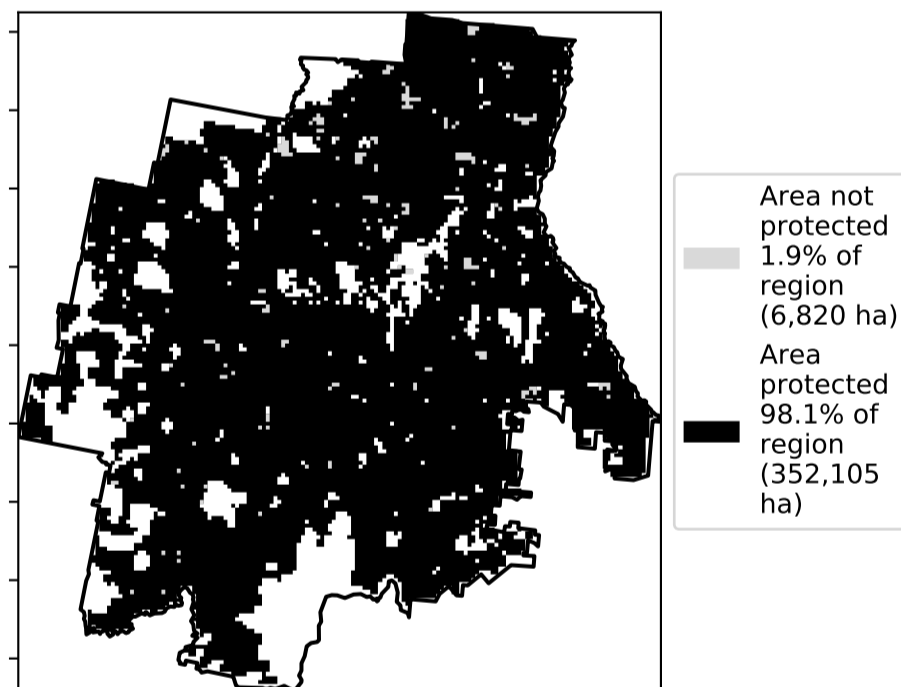 Area not
protected
1.9% of
region
(6,820 ha)
Area
protected
98.1% of
region
(352,105
ha)